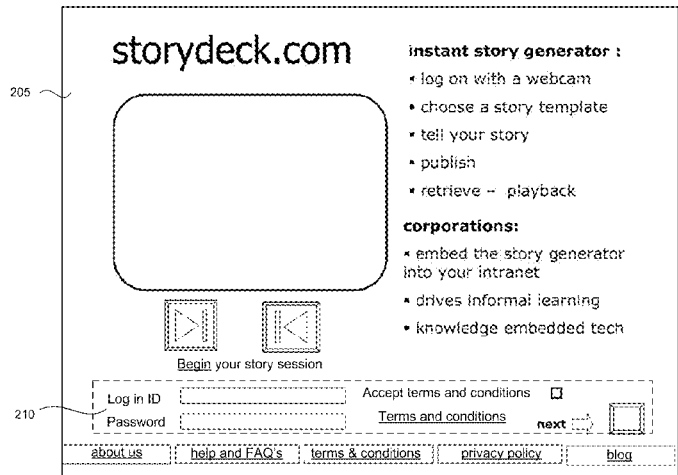 storydeck.com
instant story generator :
• log on with a webcam
• choose a story template
• tell your story
• publish
• retrieve -- playback
corporations:
• embed the story generator
into your intranet
• drives informal learning
• knowledge embedded tech
205
Begin your story session
Log in ID
Accept terms and conditions
210
Password
Terms and conditions
next
about us
help and FAQ's
terms & conditions
privacy policy
blog